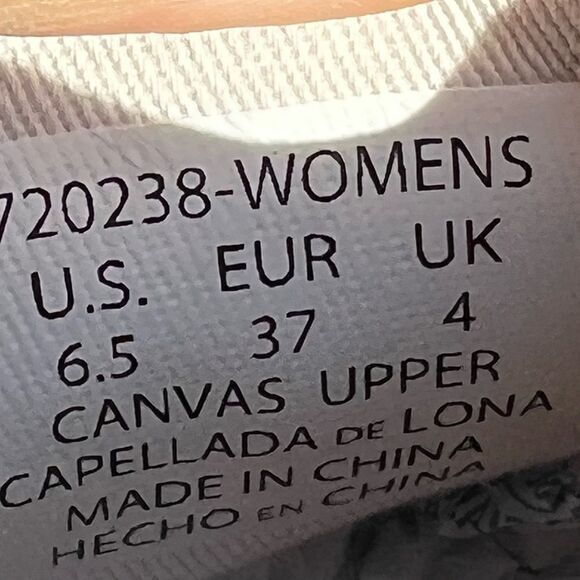 720238-WOMENS
U.S. EUR UK
6.5 37 4
CANVAS UPPER
CAPELLADA DE LONA
MADE IN CHINA
HECHO EN CHINA